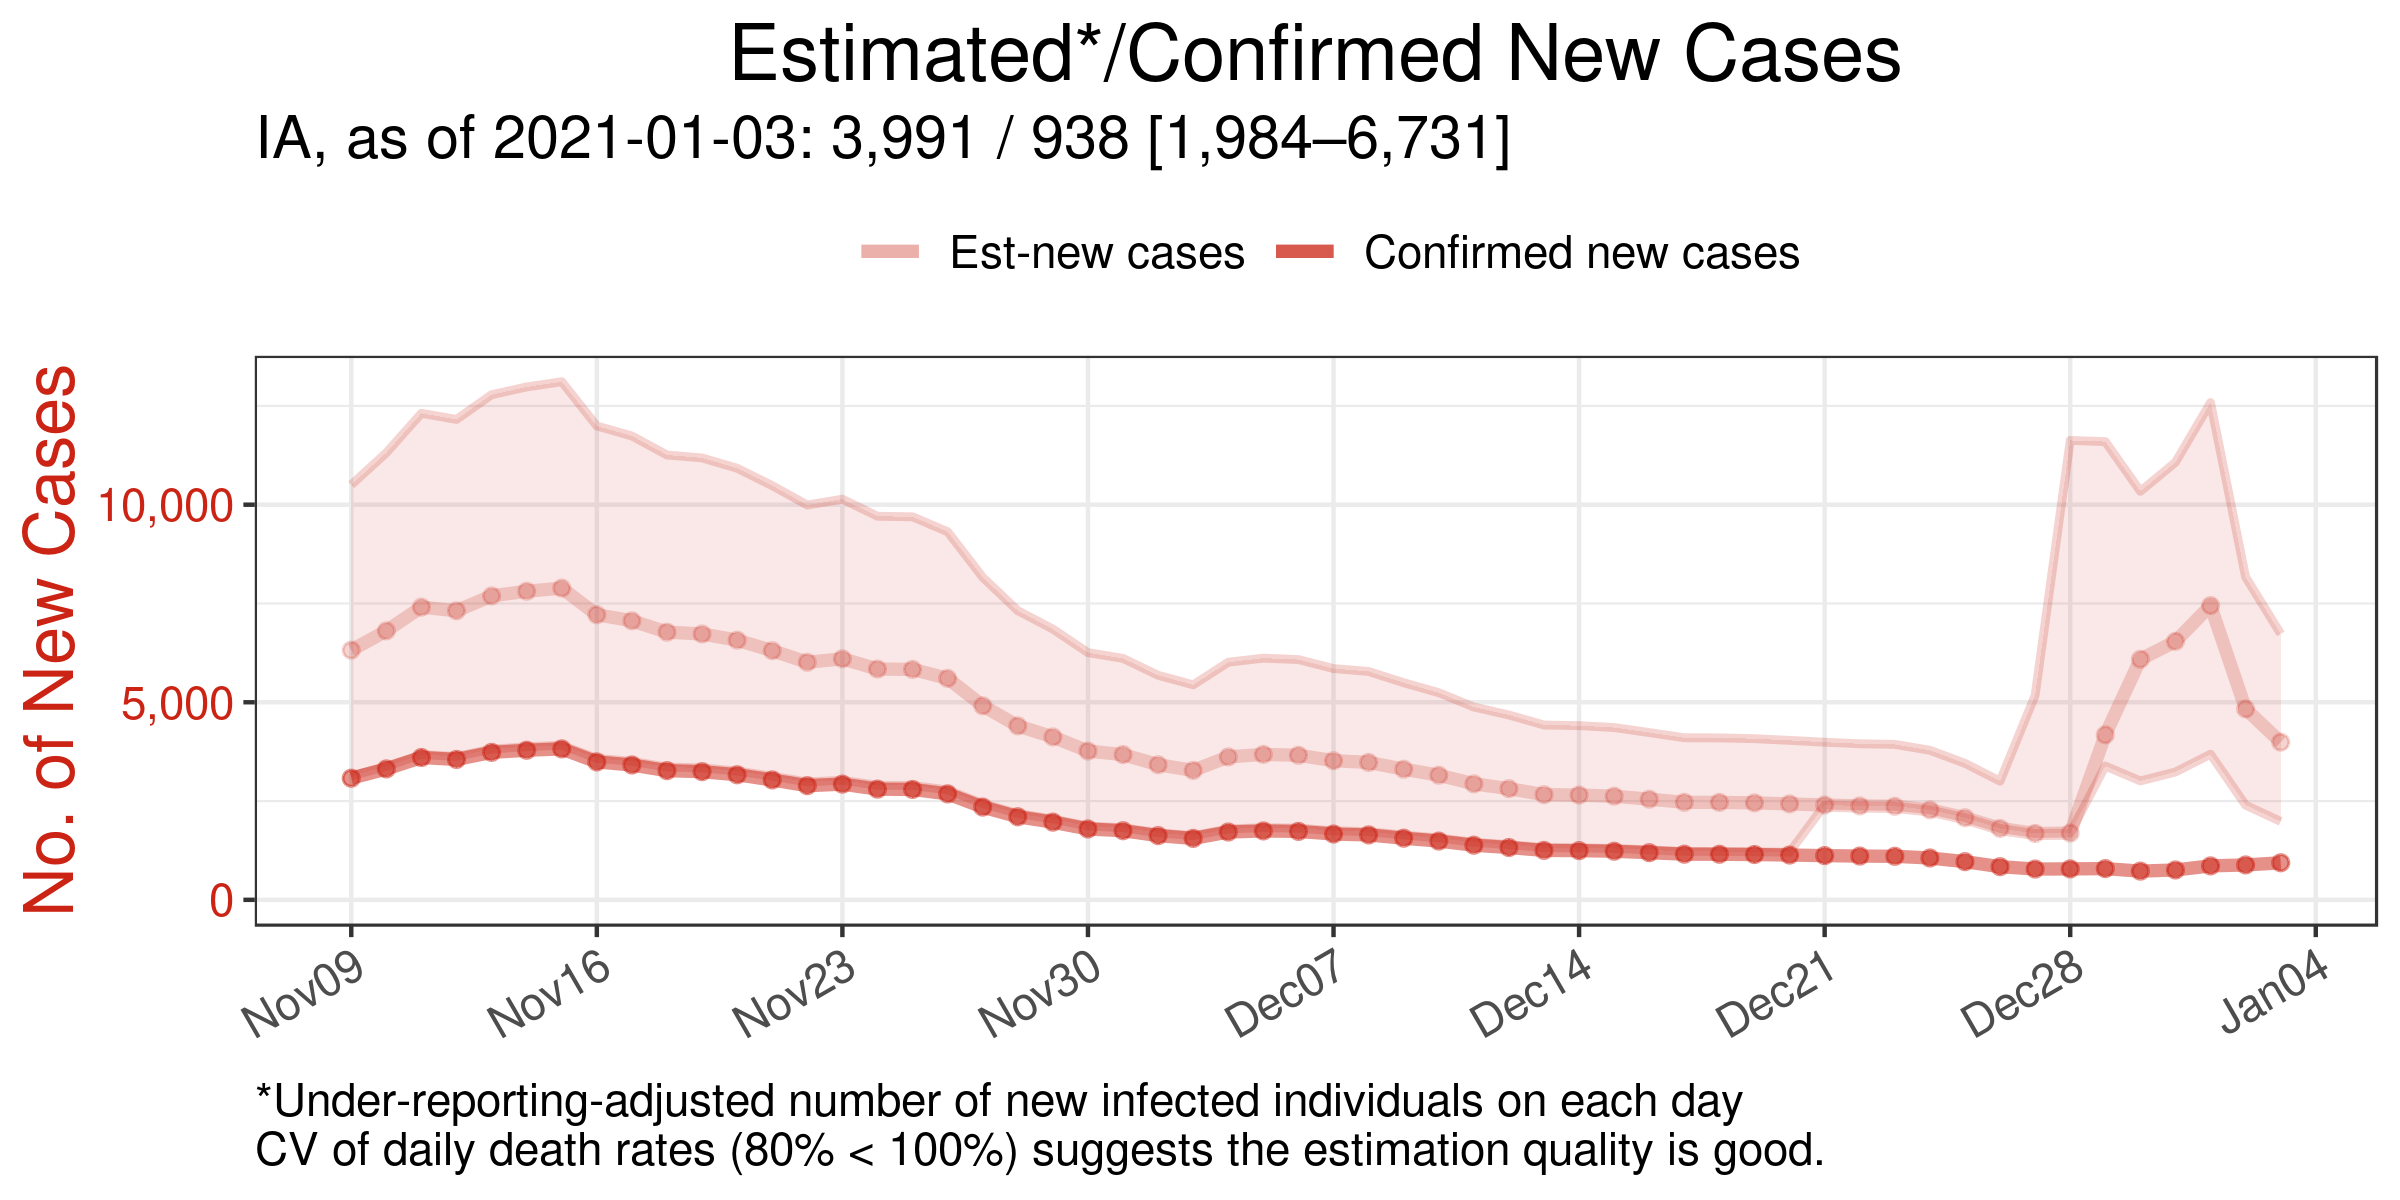 Estimated*/Confirmed New Cases
IA, as of 2021-01-03: 3,991 / 938 [1,984–6,731]
Est-new cases
Confirmed new cases
No. of New Cases
10,000
5,000
0
Nov09
Nov16
Nov23
Nov30
Dec07
Dec14
Dec21
Dec28
Jan04
*Under-reporting-adjusted number of new infected individuals on each day
CV of daily death rates (80% < 100%) suggests the estimation quality is good.